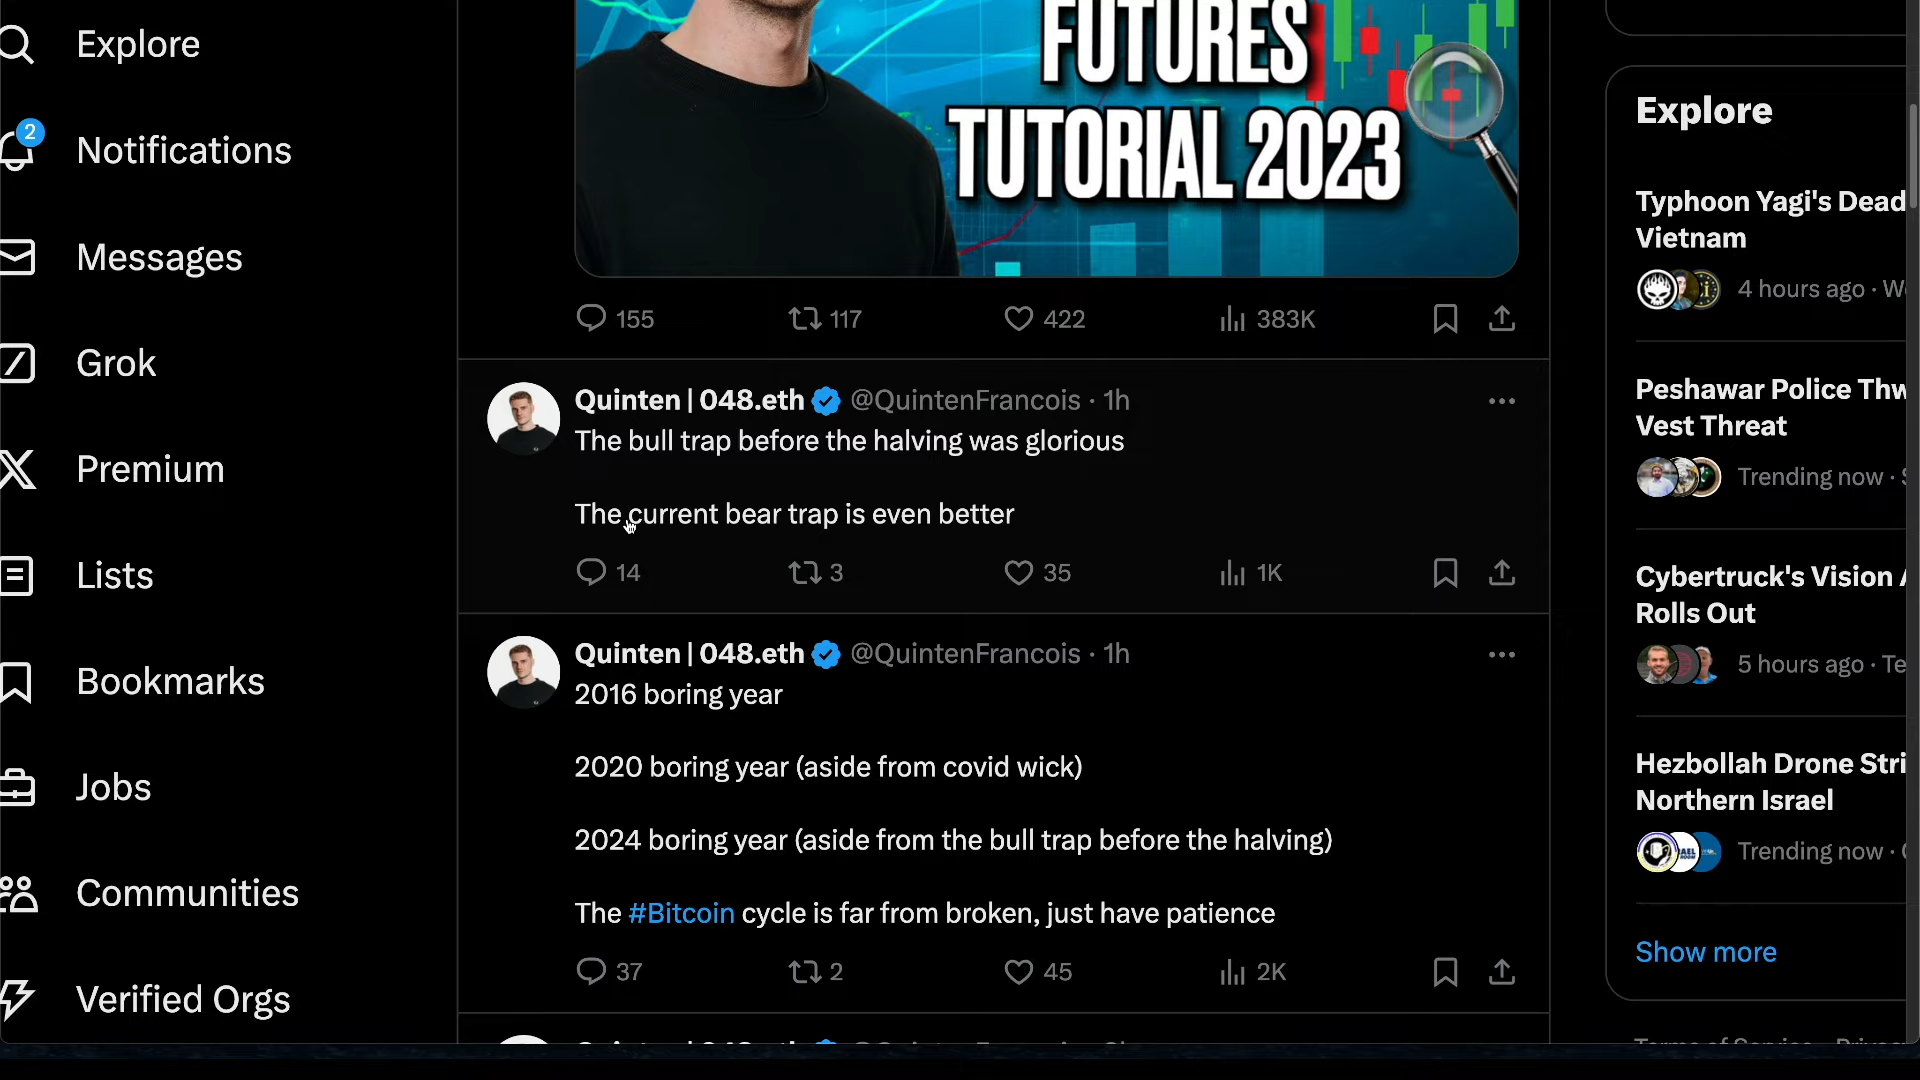 Explore
2
Notifications
Messages
Grok
Premium
Lists
Bookmarks
Jobs
Communities
Verified Orgs
FUTURES
TUTORIAL 2023
155 117 422 383K
Quinten | 048.eth @QuintenFrancois · 1h
The bull trap before the halving was glorious
The current bear trap is even better
14 3 35 1K
Quinten | 048.eth @QuintenFrancois · 1h
2016 boring year
2020 boring year (aside from covid wick)
2024 boring year (aside from the bull trap before the halving)
The #Bitcoin cycle is far from broken, just have patience
37 2 45 2K
Explore
Typhoon Yagi's Dead
Vietnam
4 hours ago · W
Peshawar Police Thw
Vest Threat
Trending now ·
Cybertruck's Vision
Rolls Out
5 hours ago · Te
Hezbollah Drone Stri
Northern Israel
Trending now ·
Show more